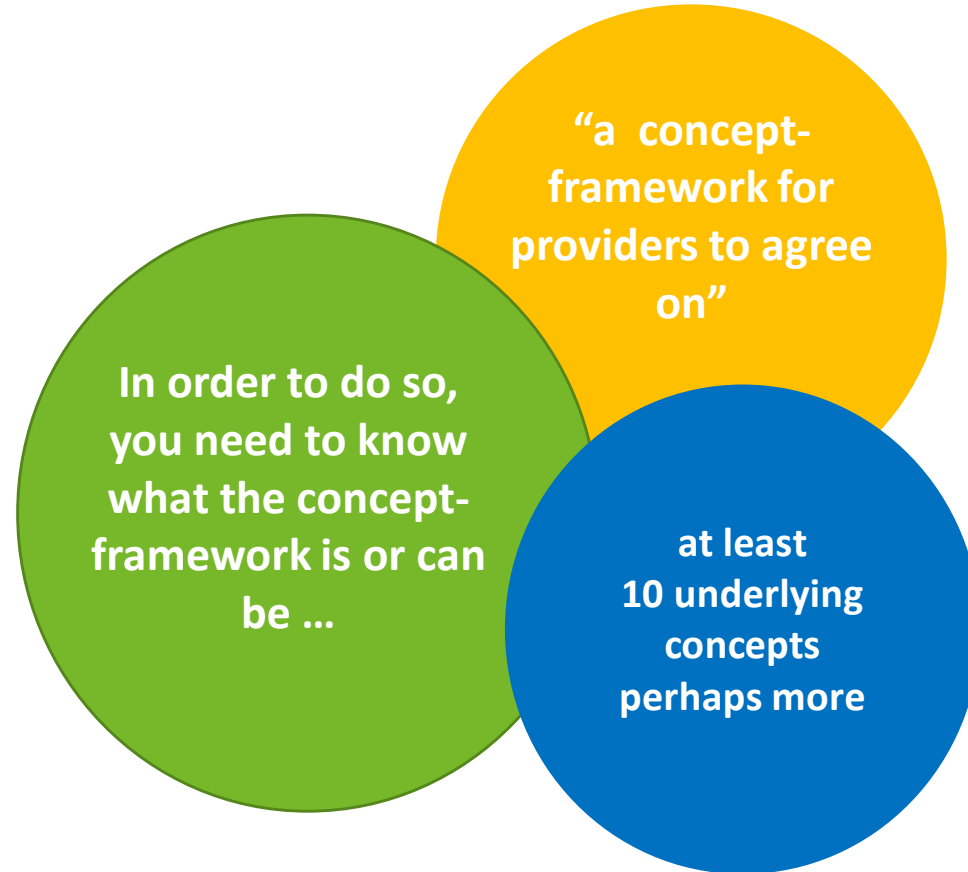 “a concept-
framework for
providers to agree
on”
In order to do so,
you need to know
what the concept-
framework is or can
be ...
at least
10 underlying
concepts
perhaps more